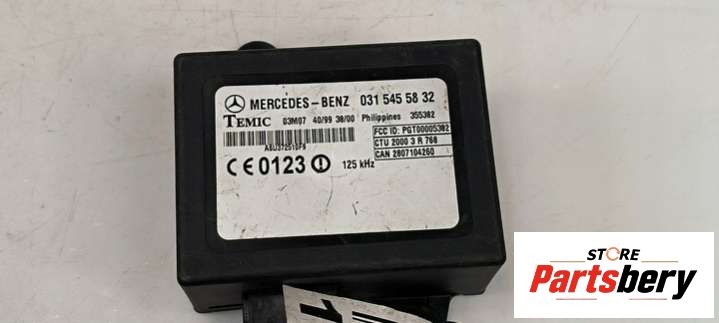 MERCEDES-BENZ 031 545 58 32
TEMIC 03M07 40/99 38/00 Philippines 355382
FCC ID: PGT00005382
CTU 2000 3 R 768
CAN 2807104260
CE 0123 125 kHz
STORE
Partsbery